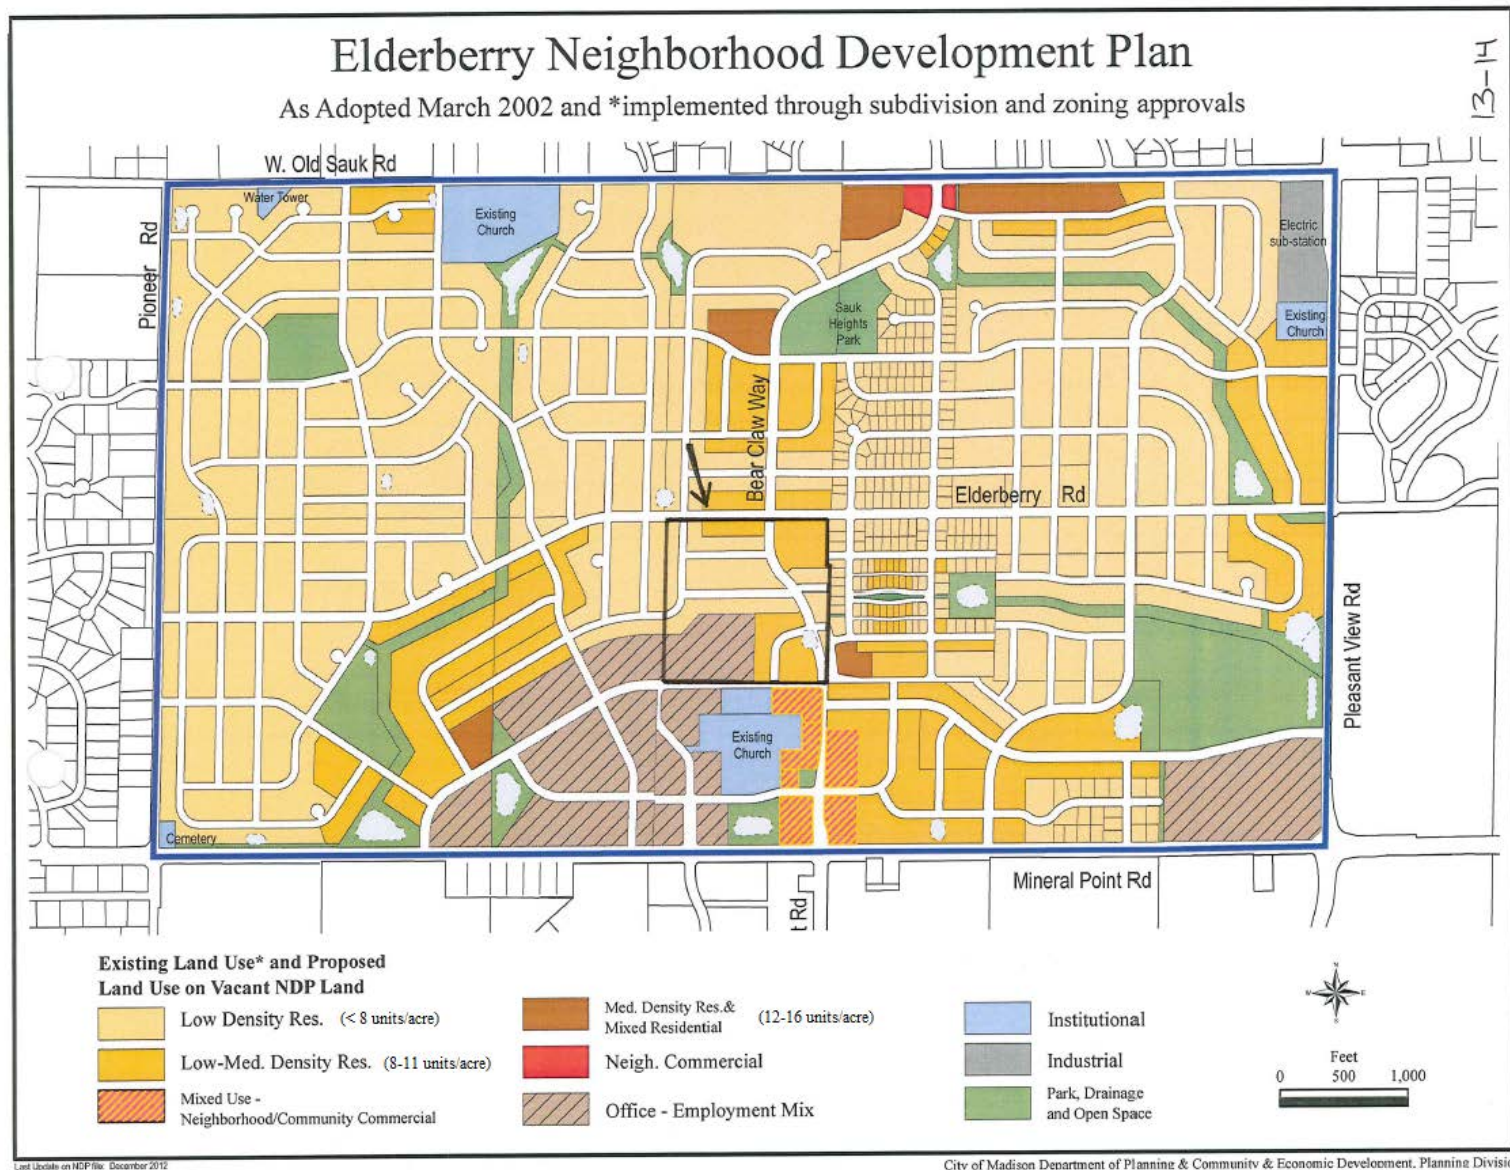 Elderberry Neighborhood Development Plan
As Adopted March 2002 and *implemented through subdivision and zoning approvals
13-14
W. Old Sauk Rd
Pioneer Rd
Water Tower
Existing
Church
Electric
sub-station
Existing
Church
Sauk
Heights
Park
Bear Claw Way
Elderberry Rd
Pleasant View Rd
Existing
Church
Cemetery
t Rd
Mineral Point Rd
Existing Land Use* and Proposed
Land Use on Vacant NDP Land
Low Density Res. (< 8 units/acre)
Low-Med. Density Res. (8-11 units/acre)
Mixed Use -
Neighborhood/Community Commercial
Med. Density Res.&
Mixed Residential (12-16 units/acre)
Neigh. Commercial
Office - Employment Mix
Institutional
Industrial
Park, Drainage
and Open Space
N
W E
S
Feet
0 500 1,000
Last Update on NDP file: December 2012
City of Madison Department of Planning & Community & Economic Development, Planning Divisi